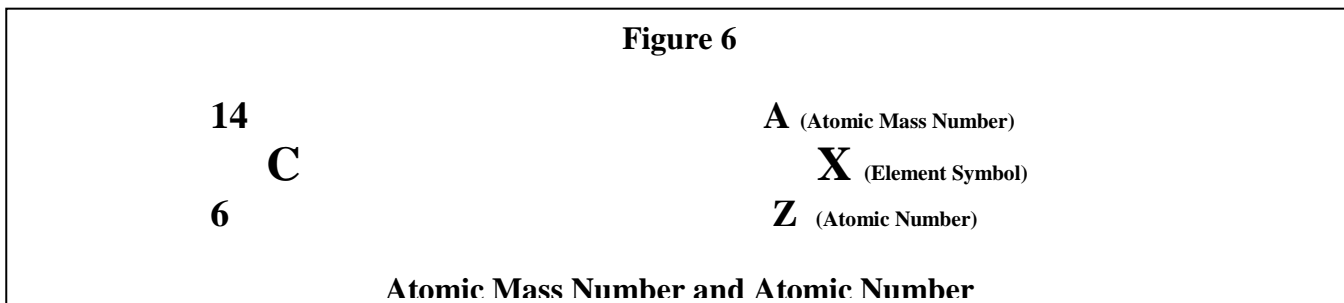 Figure 6
14 A (Atomic Mass Number)
C X (Element Symbol)
6 Z (Atomic Number)
Atomic Mass Number and Atomic Number